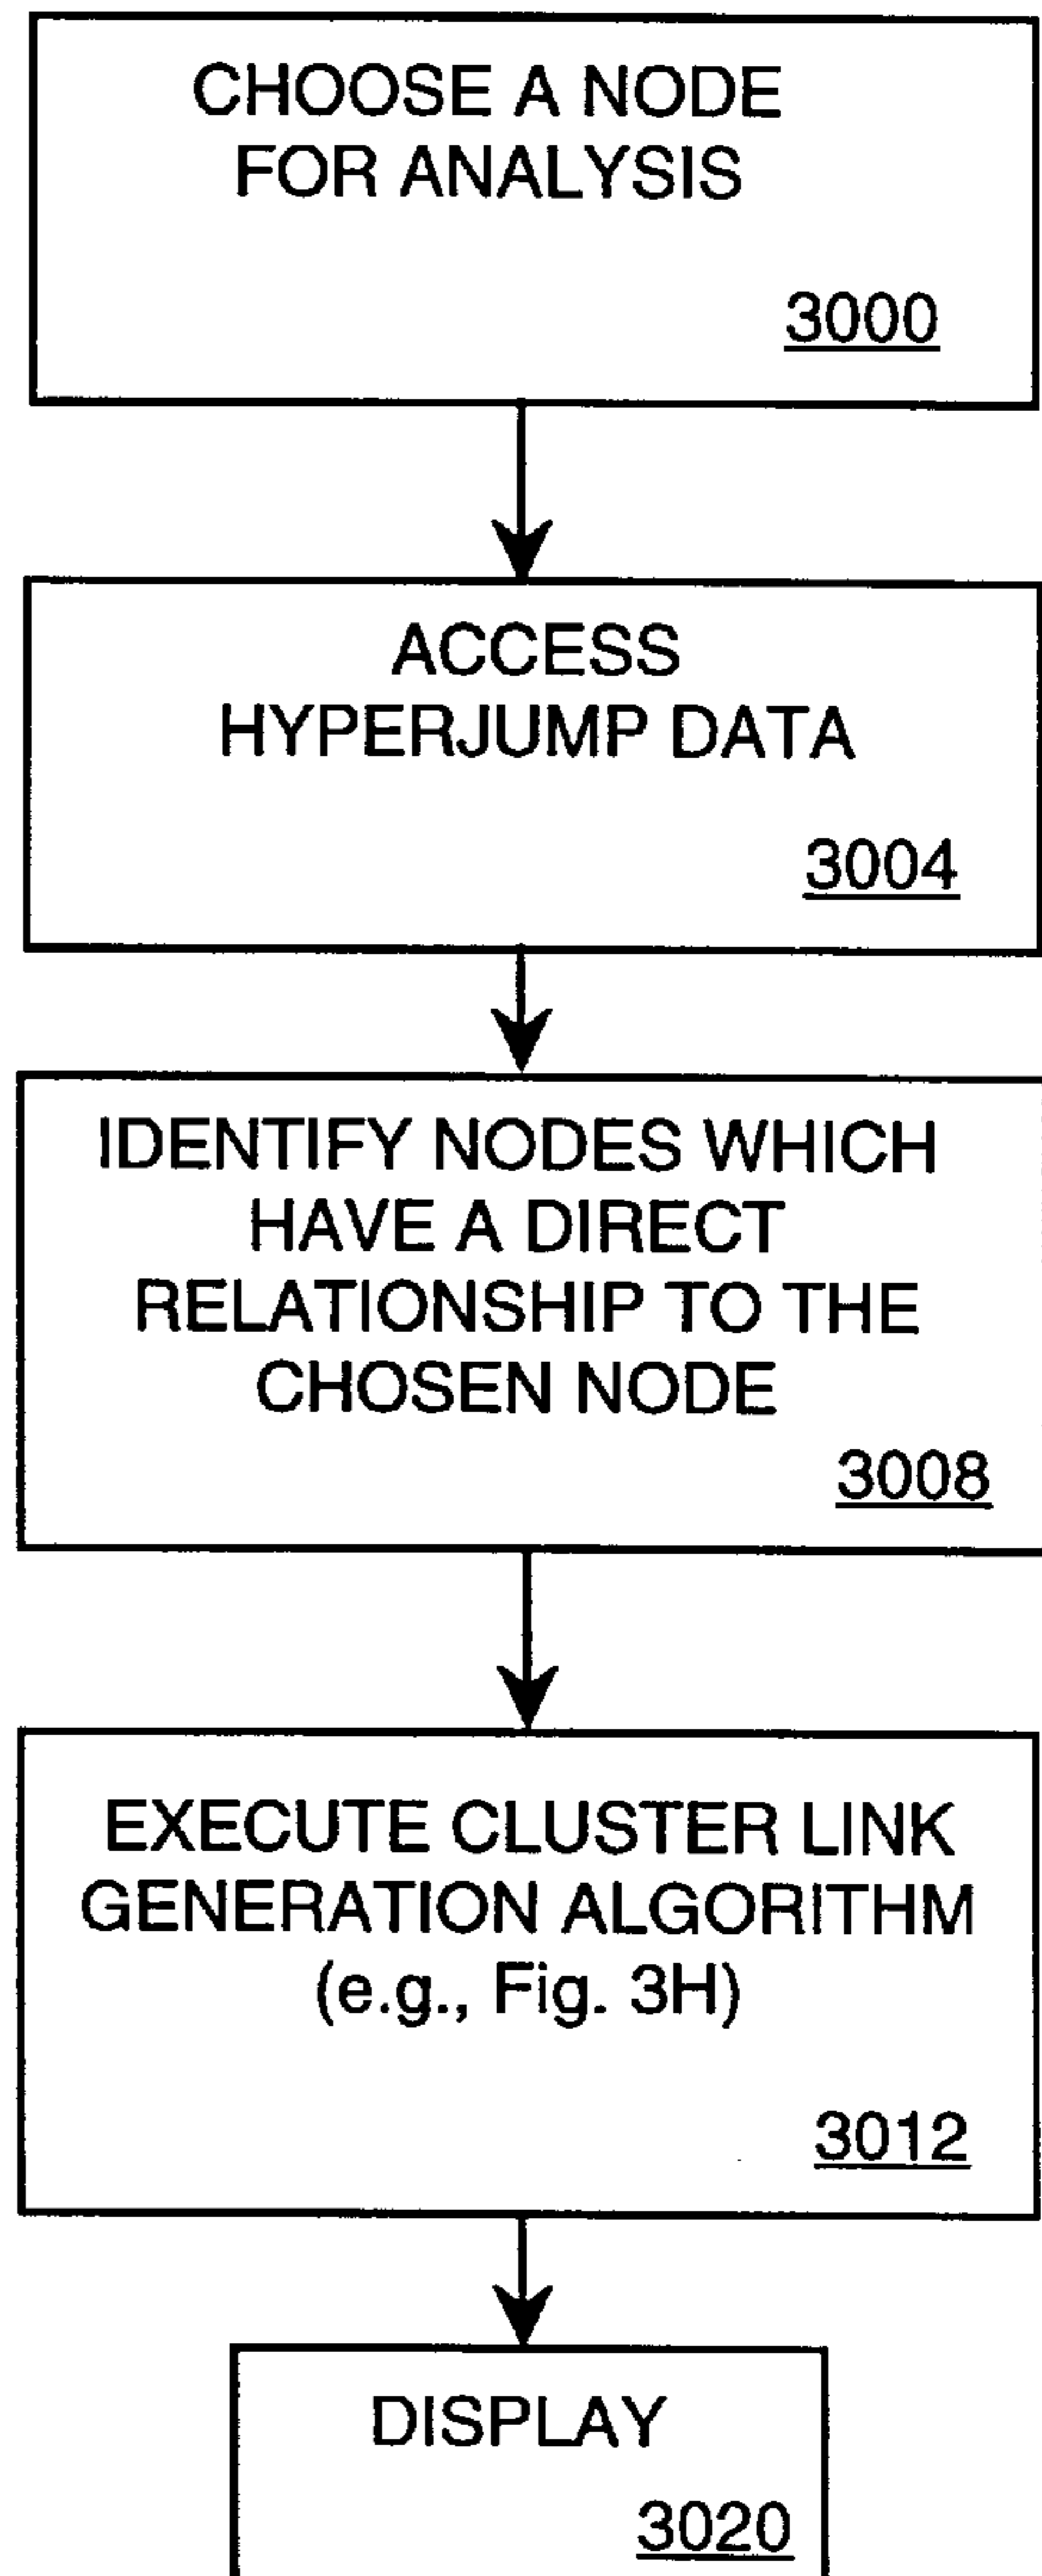 CHOOSE A NODE
FOR ANALYSIS
3000
ACCESS
HYPERJUMP DATA
3004
IDENTIFY NODES WHICH
HAVE A DIRECT
RELATIONSHIP TO THE
CHOSEN NODE
3008
EXECUTE CLUSTER LINK
GENERATION ALGORITHM
(e.g., Fig. 3H)
3012
DISPLAY
3020